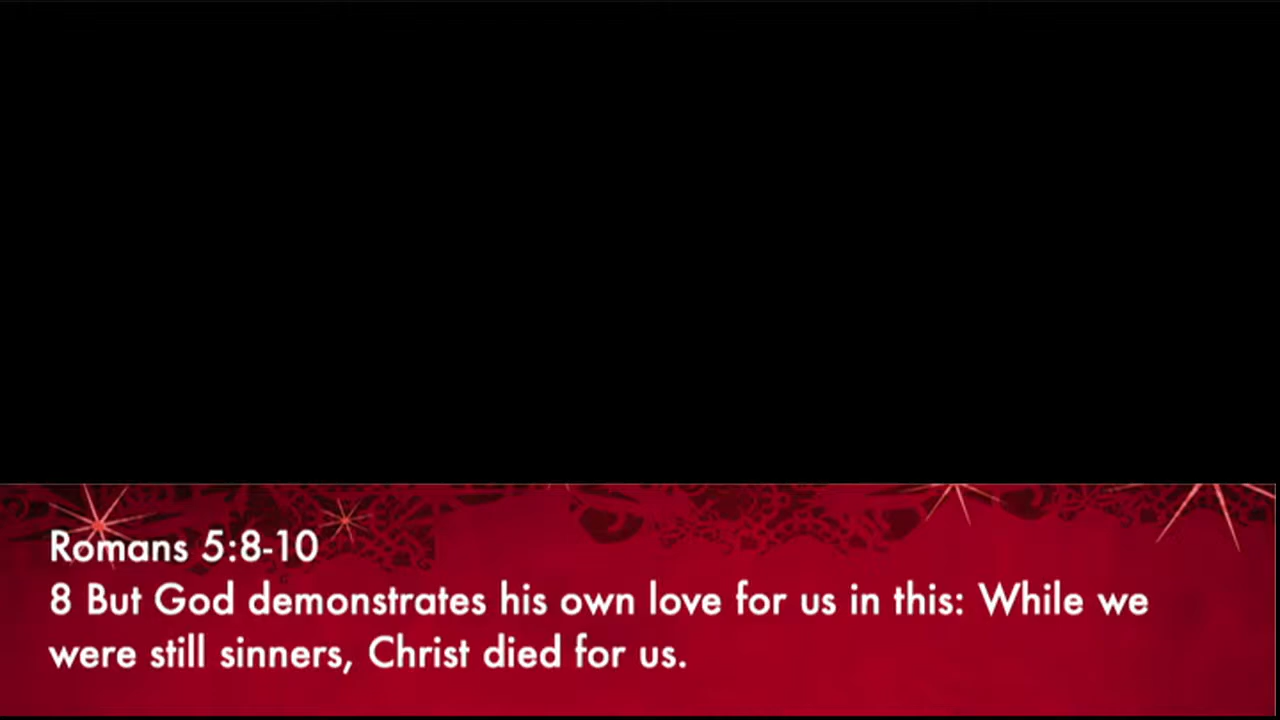 Romans 5:8-10
8 But God demonstrates his own love for us in this: While we
were still sinners, Christ died for us.